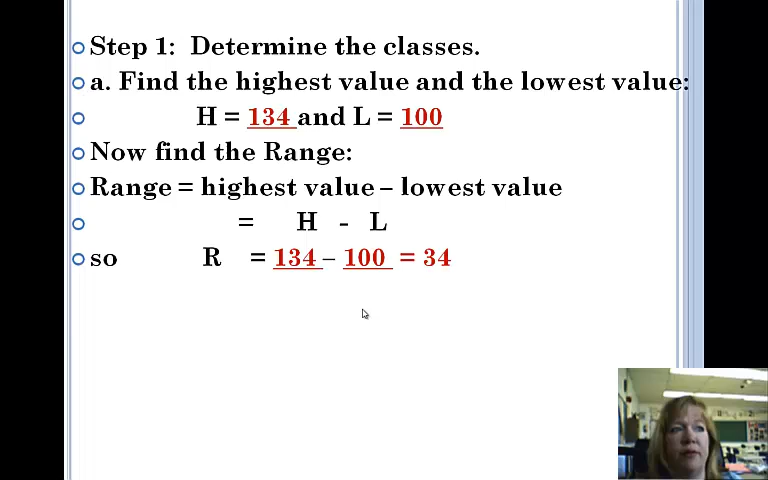 Step 1: Determine the classes.
a. Find the highest value and the lowest value:
H = 134 and L = 100
Now find the Range:
Range = highest value – lowest value
= H - L
so R = 134 – 100 = 34